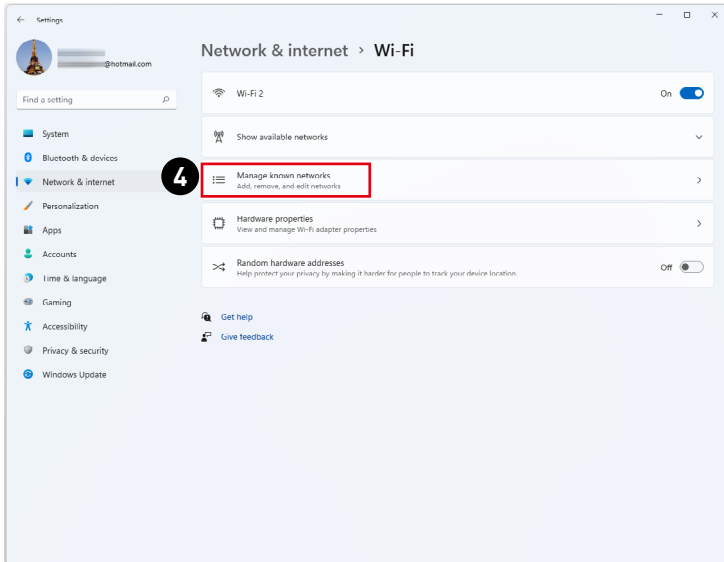 Settings
@hotmail.com
Find a setting
System
Bluetooth & devices
Network & internet
Personalization
Apps
Accounts
Time & language
Gaming
Accessibility
Privacy & security
Windows Update
Network & internet > Wi-Fi
Wi-Fi 2
On
Show available networks
4
Manage known networks
Add, remove, and edit networks
Hardware properties
View and manage Wi-Fi adapter properties
Random hardware addresses
Help protect your privacy by making it harder for people to track your device location.
Off
Get help
Give feedback